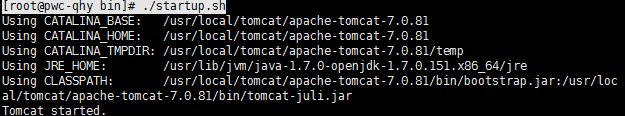 [root@pwc-qhy bin]# ./startup.sh
Using CATALINA_BASE:   /usr/local/tomcat/apache-tomcat-7.0.81
Using CATALINA_HOME:   /usr/local/tomcat/apache-tomcat-7.0.81
Using CATALINA_TMPDIR: /usr/local/tomcat/apache-tomcat-7.0.81/temp
Using JRE_HOME:        /usr/lib/jvm/java-1.7.0-openjdk-1.7.0.151.x86_64/jre
Using CLASSPATH:       /usr/local/tomcat/apache-tomcat-7.0.81/bin/bootstrap.jar:/usr/loc
al/tomcat/apache-tomcat-7.0.81/bin/tomcat-juli.jar
Tomcat started.